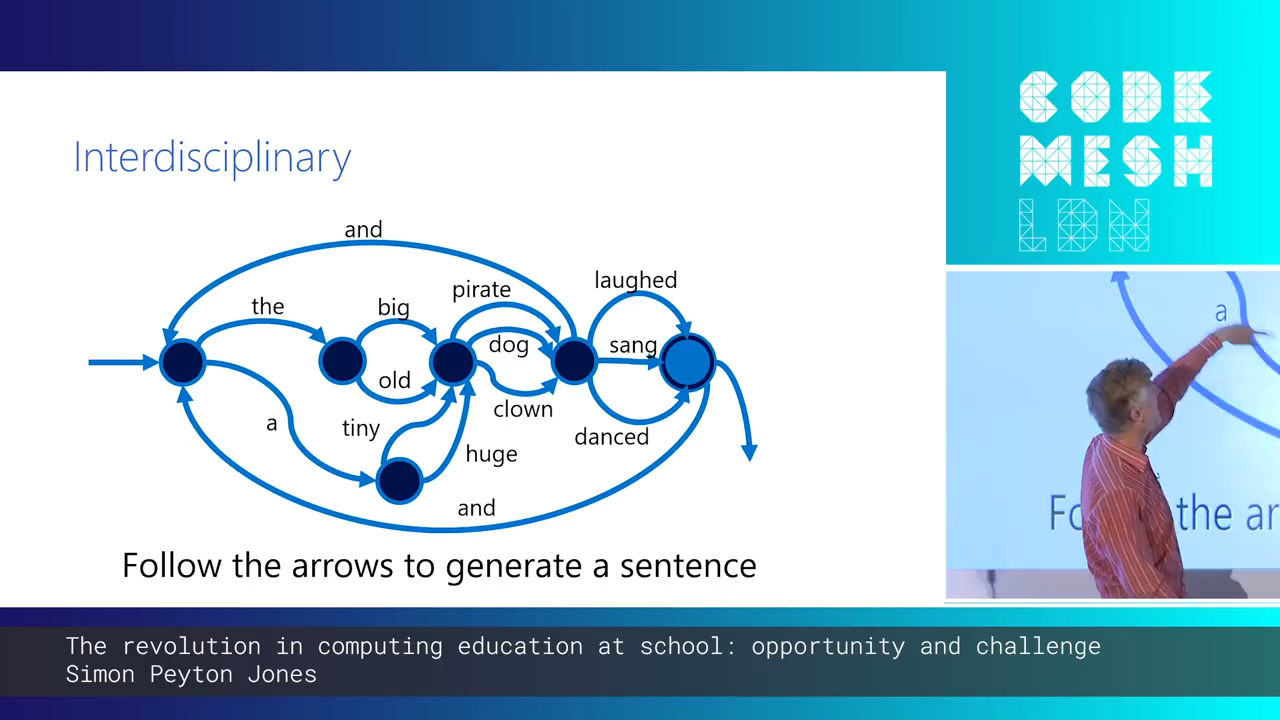 CODE
MESH
LDN
Interdisciplinary
and
the
big
pirate
laughed
dog
sang
old
clown
a
tiny
danced
huge
and
Follow the arrows to generate a sentence
a
the ar
The revolution in computing education at school: opportunity and challenge
Simon Peyton Jones